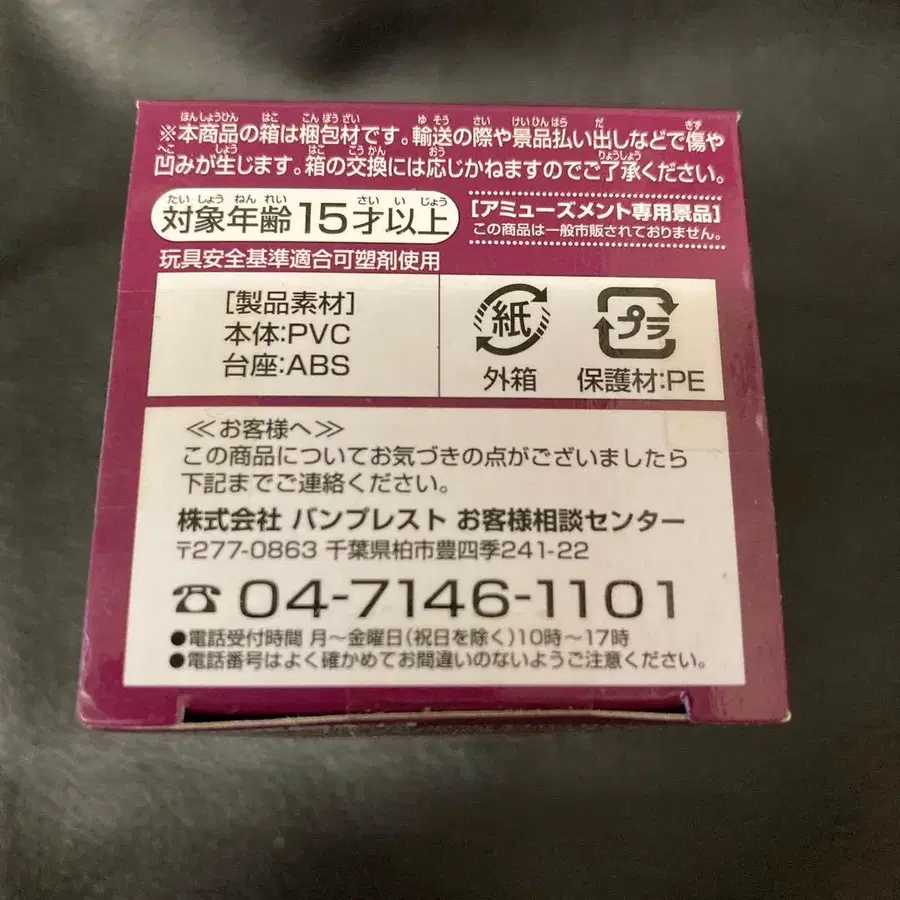 ※本商品の箱は梱包材です。輸送の際や景品払い出しなどで傷や
凹みが生じます。箱の交換には応じかねますのでご了承ください。
対象年齢15才以上
[アミューズメント専用景品]
この商品は一般市販されておりません。
玩具安全基準適合可塑剤使用
[製品素材]
本体:PVC
台座:ABS
紙
外箱
プラ
保護材:PE
≪お客様へ≫
この商品についてお気づきの点がございましたら
下記までご連絡ください。
株式会社 バンプレスト お客様相談センター
〒277-0863 千葉県柏市豊四季241-22
☎ 04-7146-1101
●電話受付時間 月～金曜日(祝日を除く)10時～17時
●電話番号はよく確かめてお間違いのないようご注意ください。